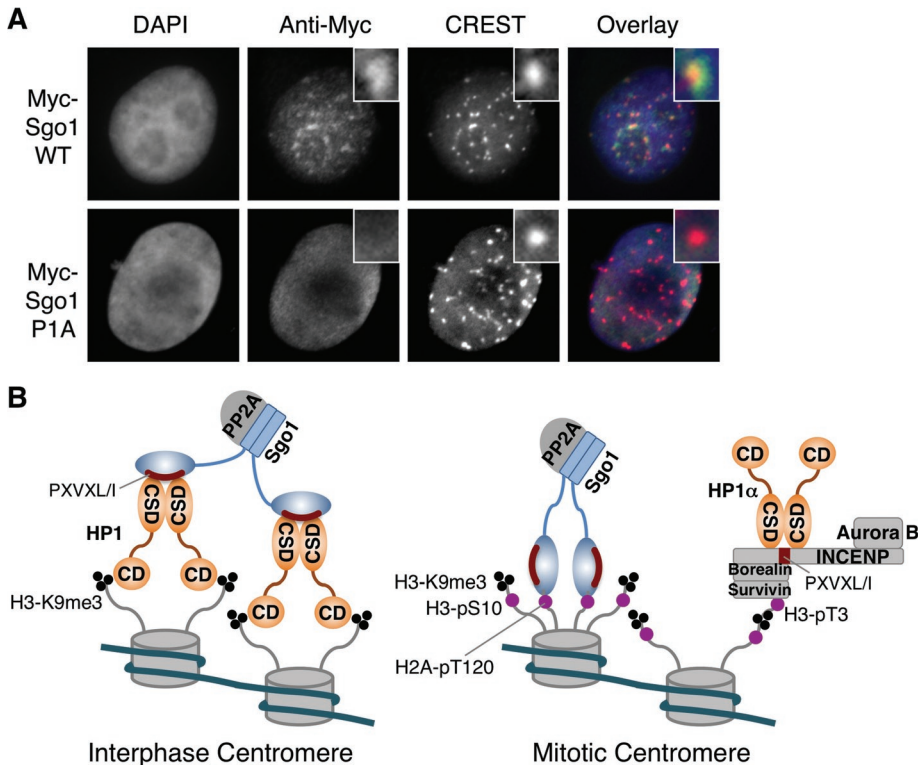 A
DAPI
Anti-Myc
CREST
Overlay
Myc-
Sgo1
WT
Myc-
Sgo1
P1A
B
PP2A
Sgo1
PXVXL/I
CSD
CSD
HP1
CD
CD
H3-K9me3
CSD
CSD
CD
CD
Interphase Centromere
PP2A
Sgo1
H3-K9me3
H3-pS10
H2A-pT120
CD
CD
HP1α
CSD
CSD
Aurora B
INCENP
Borealin
Survivin
PXVXL/I
H3-pT3
Mitotic Centromere